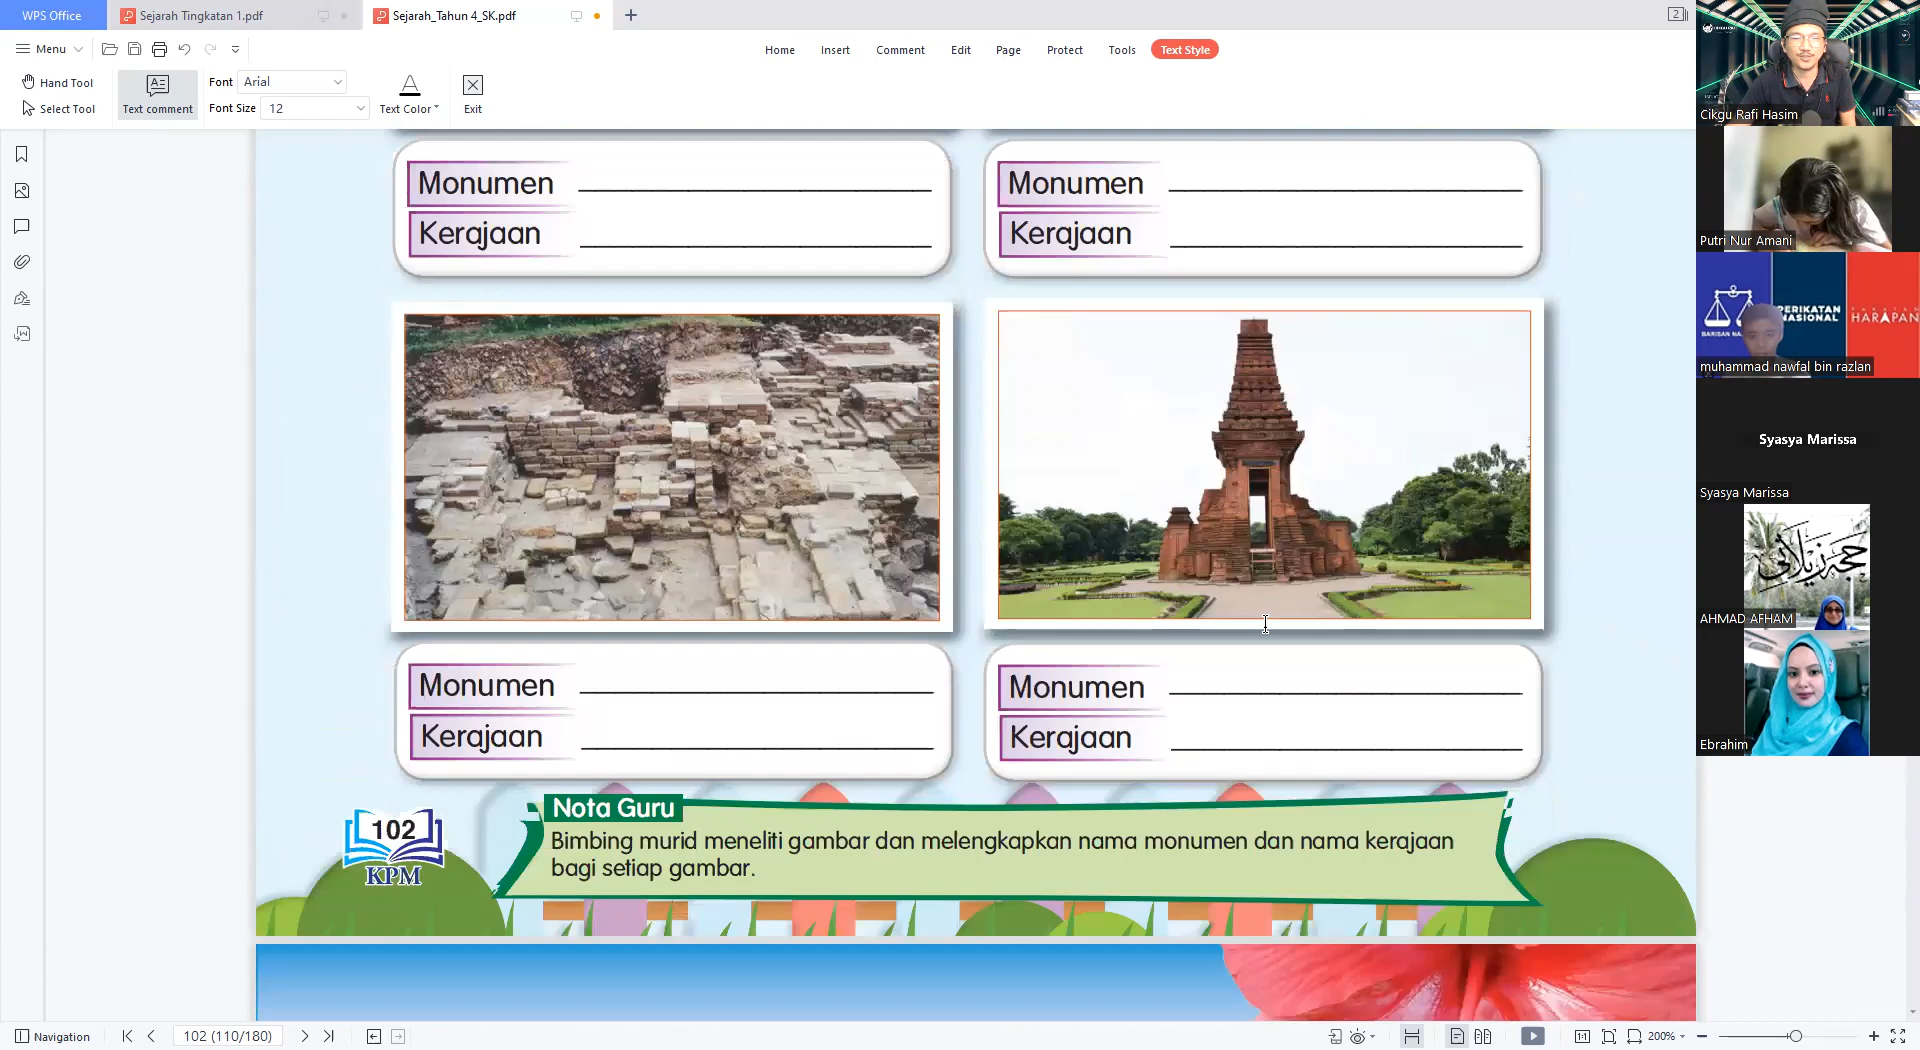 WPS Office
Sejarah Tingkatan 1.pdf
Sejarah_Tahun 4_SK.pdf
2
Menu
Home
Insert
Comment
Edit
Page
Protect
Tools
Text Style
Hand Tool
Select Tool
Text comment
Font
Arial
Font Size
12
Text Color
Exit
Monumen
Kerajaan
Monumen
Kerajaan
Monumen
Kerajaan
Monumen
Kerajaan
102
KPM
Nota Guru
Bimbing murid meneliti gambar dan melengkapkan nama monumen dan nama kerajaan
bagi setiap gambar.
Cikgu Rafi Hasim
Putri Nur Amani
HARAPAN
muhammad nawfal bin razlan
Syasya Marissa
Syasya Marissa
AHMAD AFHAM
Ebrahim
Navigation
102 (110/180)
1:1
200%